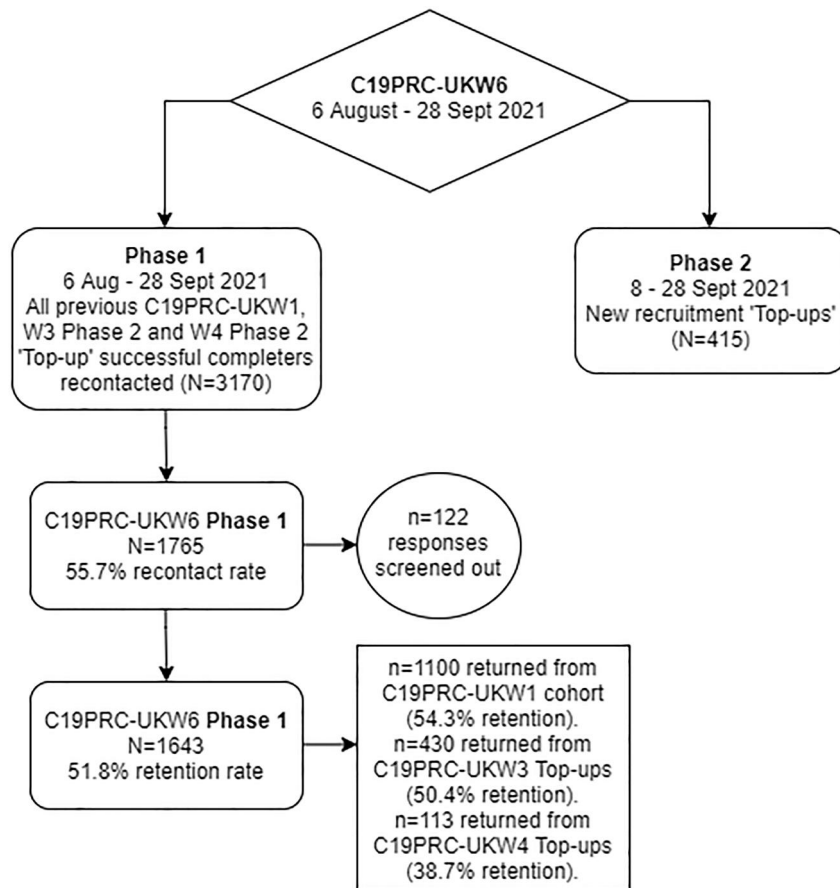 C19PRC-UKW6
6 August - 28 Sept 2021
Phase 1
6 Aug - 28 Sept 2021
All previous C19PRC-UKW1,
W3 Phase 2 and W4 Phase 2
'Top-up' successful completers
recontacted (N=3170)
Phase 2
8 - 28 Sept 2021
New recruitment 'Top-ups'
(N=415)
C19PRC-UKW6 Phase 1
N=1765
55.7% recontact rate
n=122
responses
screened out
C19PRC-UKW6 Phase 1
N=1643
51.8% retention rate
n=1100 returned from
C19PRC-UKW1 cohort
(54.3% retention).
n=430 returned from
C19PRC-UKW3 Top-ups
(50.4% retention).
n=113 returned from
C19PRC-UKW4 Top-ups
(38.7% retention).